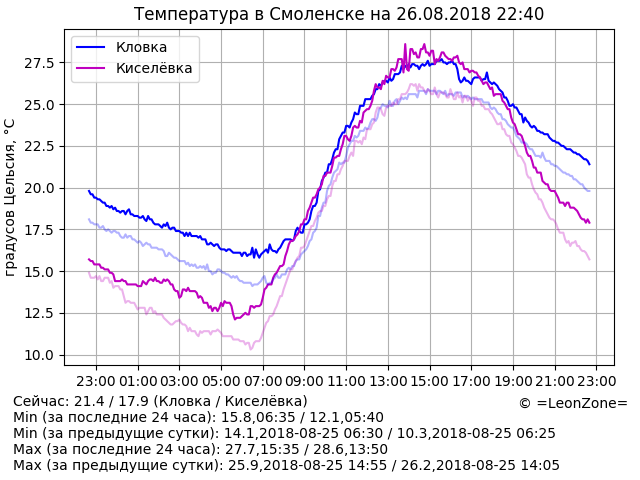 Температура в Смоленске на 26.08.2018 22:40
Кловка
Киселёвка
градусов Цельсия, °C
27.5
25.0
22.5
20.0
17.5
15.0
12.5
10.0
23:00 01:00 03:00 05:00 07:00 09:00 11:00 13:00 15:00 17:00 19:00 21:00 23:00
Сейчас: 21.4 / 17.9 (Кловка / Киселёвка)
© =LeonZone=
Min (за последние 24 часа): 15.8,06:35 / 12.1,05:40
Min (за предыдущие сутки): 14.1,2018-08-25 06:30 / 10.3,2018-08-25 06:25
Max (за последние 24 часа): 27.7,15:35 / 28.6,13:50
Max (за предыдущие сутки): 25.9,2018-08-25 14:55 / 26.2,2018-08-25 14:05